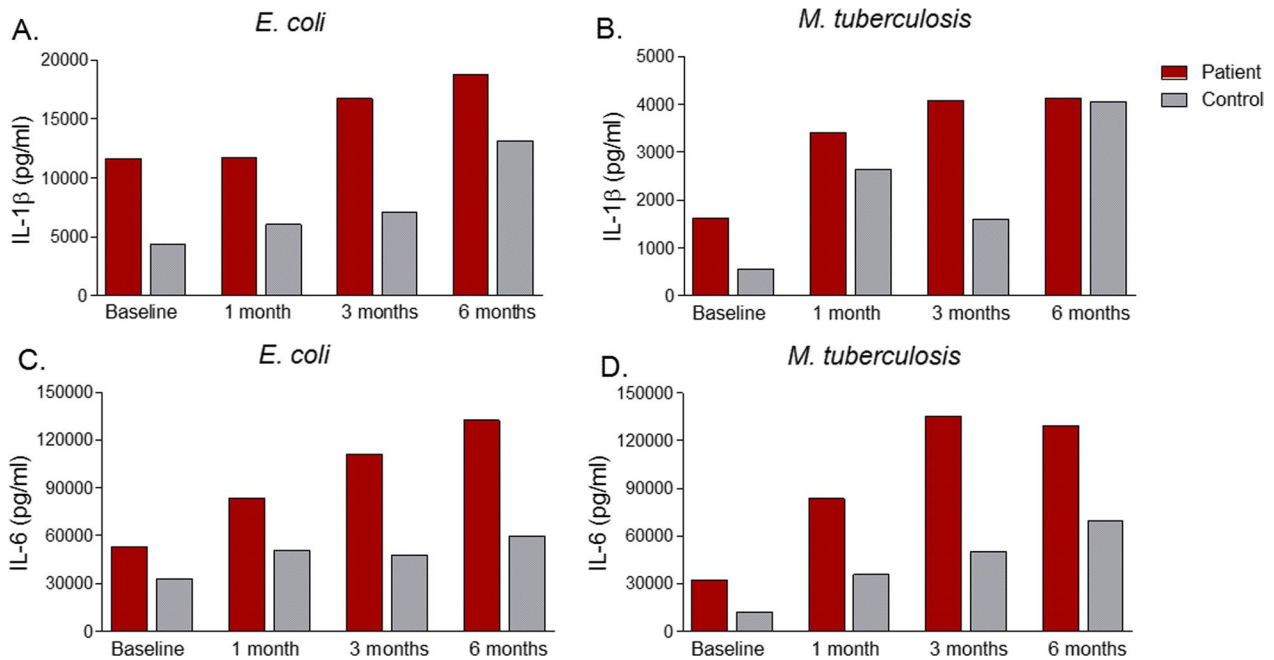 A.
E. coli
20000
15000
10000
5000
0
IL-1β (pg/ml)
Baseline 1 month 3 months 6 months
B.
M. tuberculosis
5000
4000
3000
2000
1000
0
IL-1β (pg/ml)
Baseline 1 month 3 months 6 months
Patient
Control
C.
E. coli
150000
120000
90000
60000
30000
0
IL-6 (pg/ml)
Baseline 1 month 3 months 6 months
D.
M. tuberculosis
150000
120000
90000
60000
30000
0
IL-6 (pg/ml)
Baseline 1 month 3 months 6 months